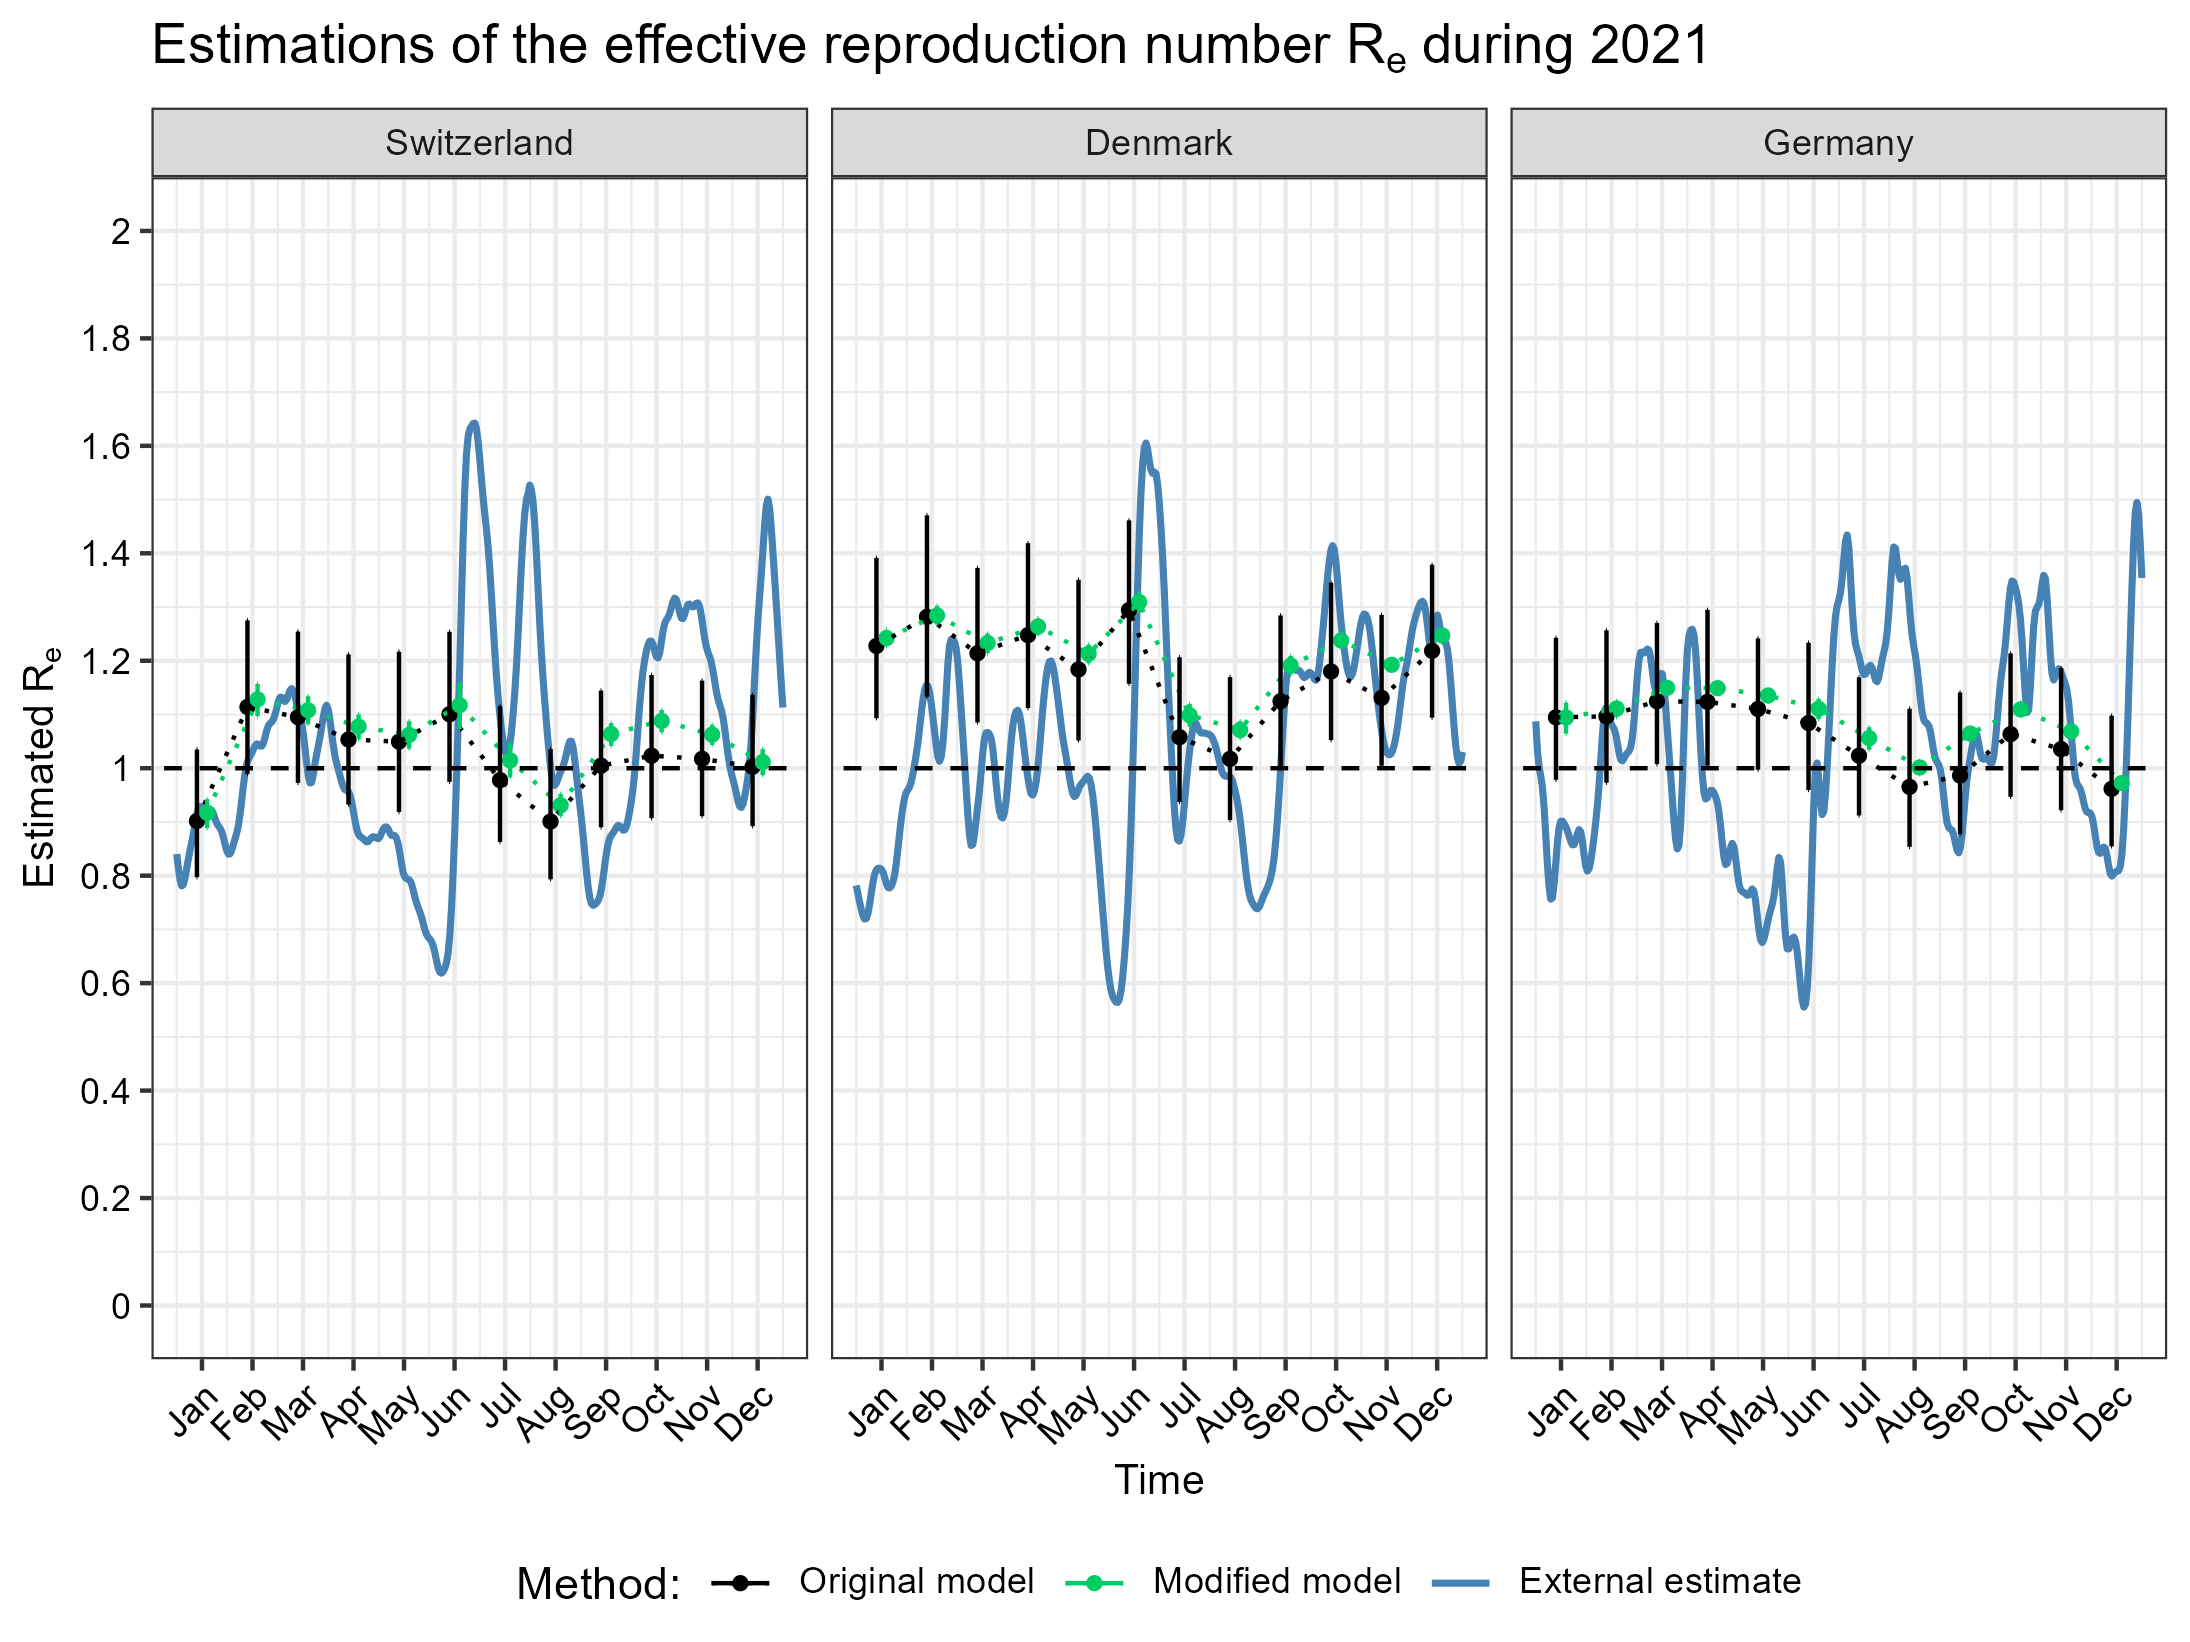 Estimations of the effective reproduction number Re during 2021
Switzerland
Denmark
Germany
Estimated Re
2
1.8
1.6
1.4
1.2
1
0.8
0.6
0.4
0.2
0
Jan Feb Mar Apr May Jun Jul Aug Sep Oct Nov Dec
Jan Feb Mar Apr May Jun Jul Aug Sep Oct Nov Dec
Jan Feb Mar Apr May Jun Jul Aug Sep Oct Nov Dec
Time
Method: Original model Modified model External estimate